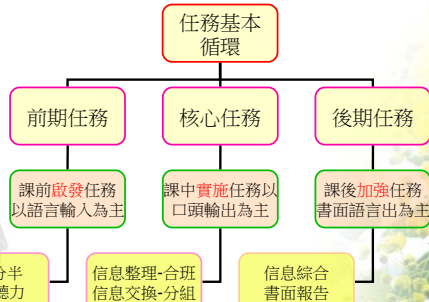 任務基本
循環
前期任務
核心任務
後期任務
課前啟發任務
以語言輸入為主
課中實施任務以
口頭輸出為主
課後加強任務
書面語言出為主
分半
聽力
信息整理-合班
信息交換-分組
信息綜合
書面報告